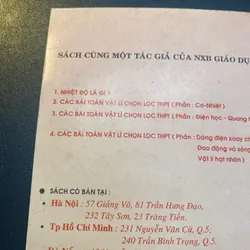 SÁCH CÙNG MỘT TÁC GIẢ CỦA NXB GIÁO DỤ
1. NHIỆT ĐỘ LÀ GÌ ?
2. CÁC BÀI TOÁN VẬT LÍ CHỌN LỌC THPT (Phần : Cơ-Nhiệt)
3. CÁC BÀI TOÁN VẬT LÍ CHỌN LỌC THPT (Phần : Điện học - Quang
4. CÁC BÀI TOÁN VẬT LÍ CHỌN LỌC THPT (Phần : Dòng điện xoay ch
Dao động và sóng
Vật lí hạt nhân)
SÁCH CÓ BÁN TẠI :
Hà Nội : 57 Giảng Võ, 81 Trần Hưng Đạo,
232 Tây Sơn, 23 Tràng Tiền.
Tp Hồ Chí Minh : 231 Nguyễn Văn Cừ, Q.5;
240 Trần Bình Trọng, Q.5;